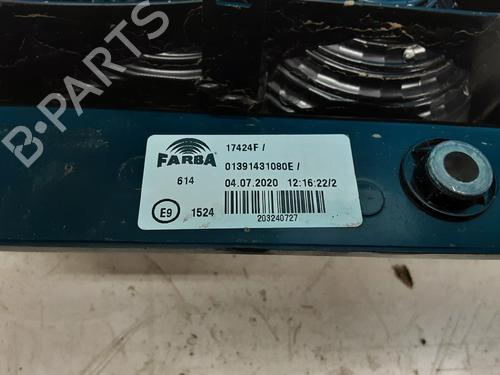 17424F /
FARBA
01391431080E /
614
04.07.2020 12:16:22/2
E9 1524
203240727
B-PARTS